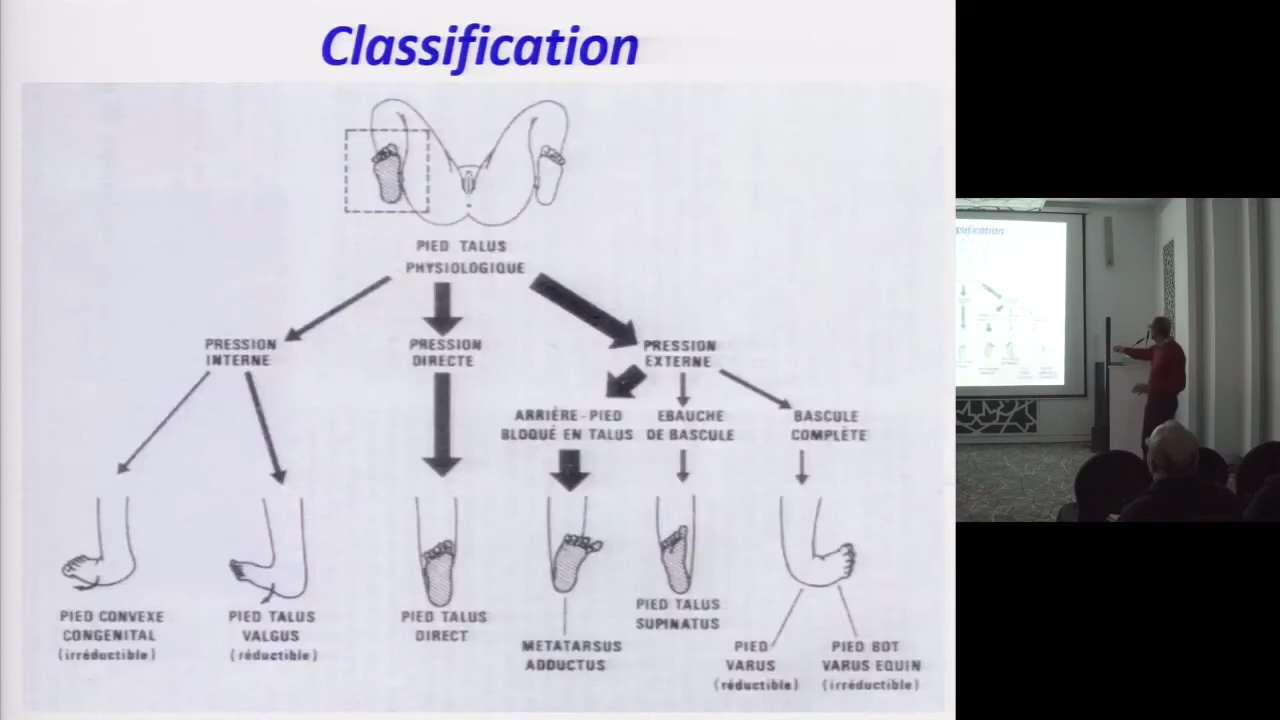 Classification
PIED TALUS
PHYSIOLOGIQUE
PRESSION
INTERNE
PRESSION
DIRECTE
PRESSION
EXTERNE
ARRIÈRE-PIED
BLOQUÉ EN TALUS
EBAUCHE
DE BASCULE
BASCULE
COMPLÈTE
PIED CONVEXE
CONGENITAL
(irréductible)
PIED TALUS
VALGUS
(réductible)
PIED TALUS
DIRECT
METATARSUS
ADDUCTUS
PIED TALUS
SUPINATUS
PIED
VARUS
(réductible)
PIED BOT
VARUS EQUIN
(irréductible)
ssification